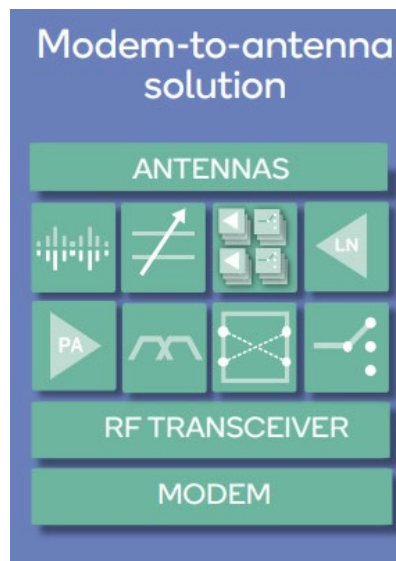 Modem-to-antenna
solution
ANTENNAS
LN
PA
RF TRANSCEIVER
MODEM